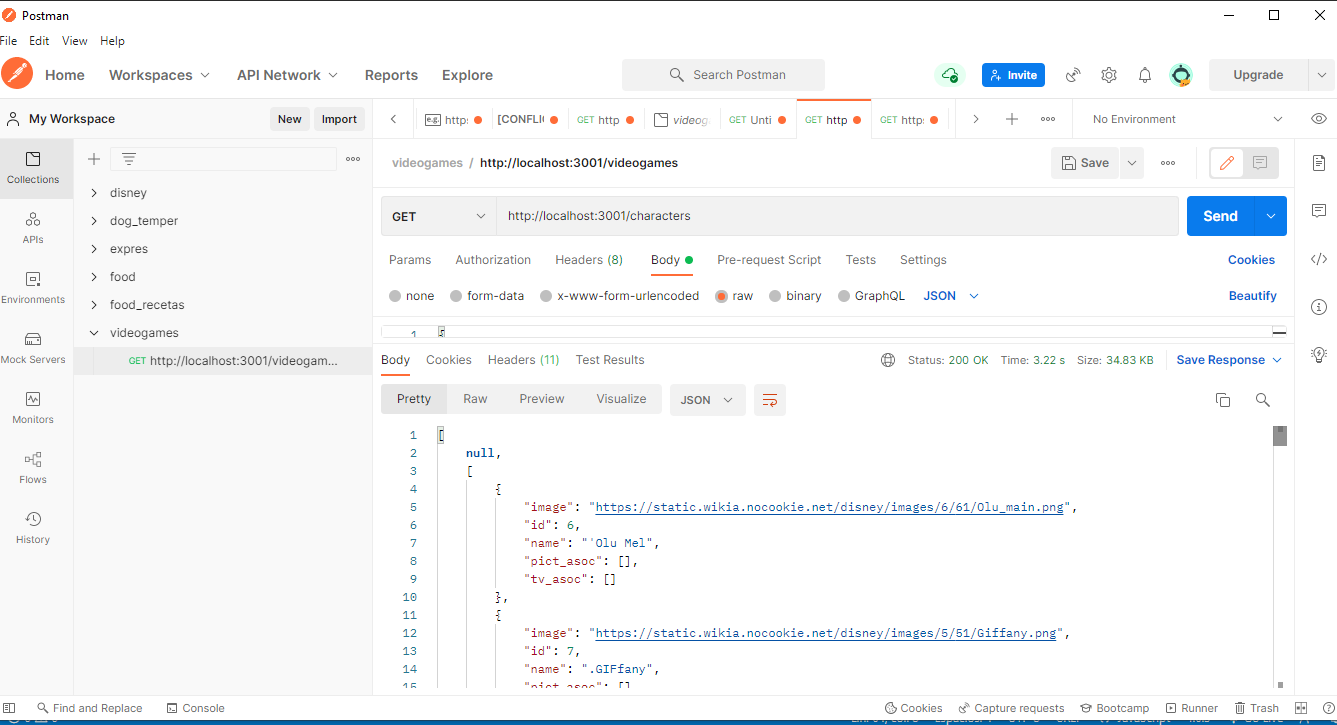 Postman
File Edit View Help
Home Workspaces API Network Reports Explore Search Postman Invite Upgrade
My Workspace New Import e.g. http: [CONFLIC GET http videog GET Unti GET http GET http: No Environment
videogames / http://localhost:3001/videogames Save
Collections
disney
GET http://localhost:3001/characters Send
dog_temper
APIs
expres
Params Authorization Headers (8) Body Pre-request Script Tests Settings Cookies
food
Environments
none form-data x-www-form-urlencoded raw binary GraphQL JSON Beautify
food_recetas
videogames
1
Mock Servers
GET http://localhost:3001/videogam...
Body Cookies Headers (11) Test Results Status: 200 OK Time: 3.22 s Size: 34.83 KB Save Response
Pretty Raw Preview Visualize JSON
Monitors
Flows
History
1 [
2 null,
3 [
4 {
5 "image": "https://static.wikia.nocookie.net/disney/images/6/61/Olu_main.png",
6 "id": 6,
7 "name": "'Olu Mel",
8 "pict_asoc": [],
9 "tv_asoc": []
10 },
11 {
12 "image": "https://static.wikia.nocookie.net/disney/images/5/51/Giffany.png",
13 "id": 7,
14 "name": ".GIFfany",
15 "pict_asoc": []
Find and Replace Console Cookies Capture requests Bootcamp Runner Trash